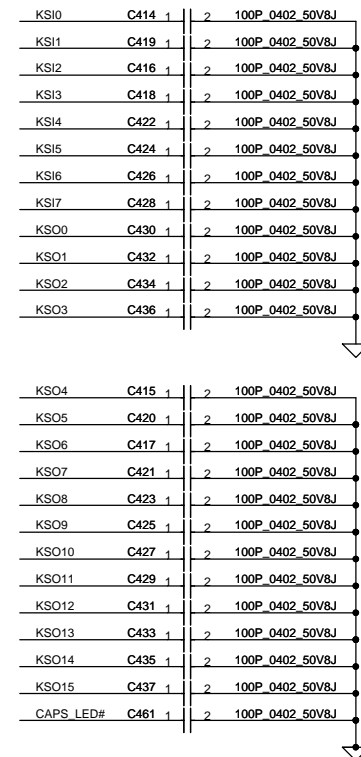 KSI0 C414 1 2 100P_0402_50V8J
KSI1 C419 1 2 100P_0402_50V8J
KSI2 C416 1 2 100P_0402_50V8J
KSI3 C418 1 2 100P_0402_50V8J
KSI4 C422 1 2 100P_0402_50V8J
KSI5 C424 1 2 100P_0402_50V8J
KSI6 C426 1 2 100P_0402_50V8J
KSI7 C428 1 2 100P_0402_50V8J
KSO0 C430 1 2 100P_0402_50V8J
KSO1 C432 1 2 100P_0402_50V8J
KSO2 C434 1 2 100P_0402_50V8J
KSO3 C436 1 2 100P_0402_50V8J
KSO4 C415 1 2 100P_0402_50V8J
KSO5 C420 1 2 100P_0402_50V8J
KSO6 C417 1 2 100P_0402_50V8J
KSO7 C421 1 2 100P_0402_50V8J
KSO8 C423 1 2 100P_0402_50V8J
KSO9 C425 1 2 100P_0402_50V8J
KSO10 C427 1 2 100P_0402_50V8J
KSO11 C429 1 2 100P_0402_50V8J
KSO12 C431 1 2 100P_0402_50V8J
KSO13 C433 1 2 100P_0402_50V8J
KSO14 C435 1 2 100P_0402_50V8J
KSO15 C437 1 2 100P_0402_50V8J
CAPS_LED# C461 1 2 100P_0402_50V8J